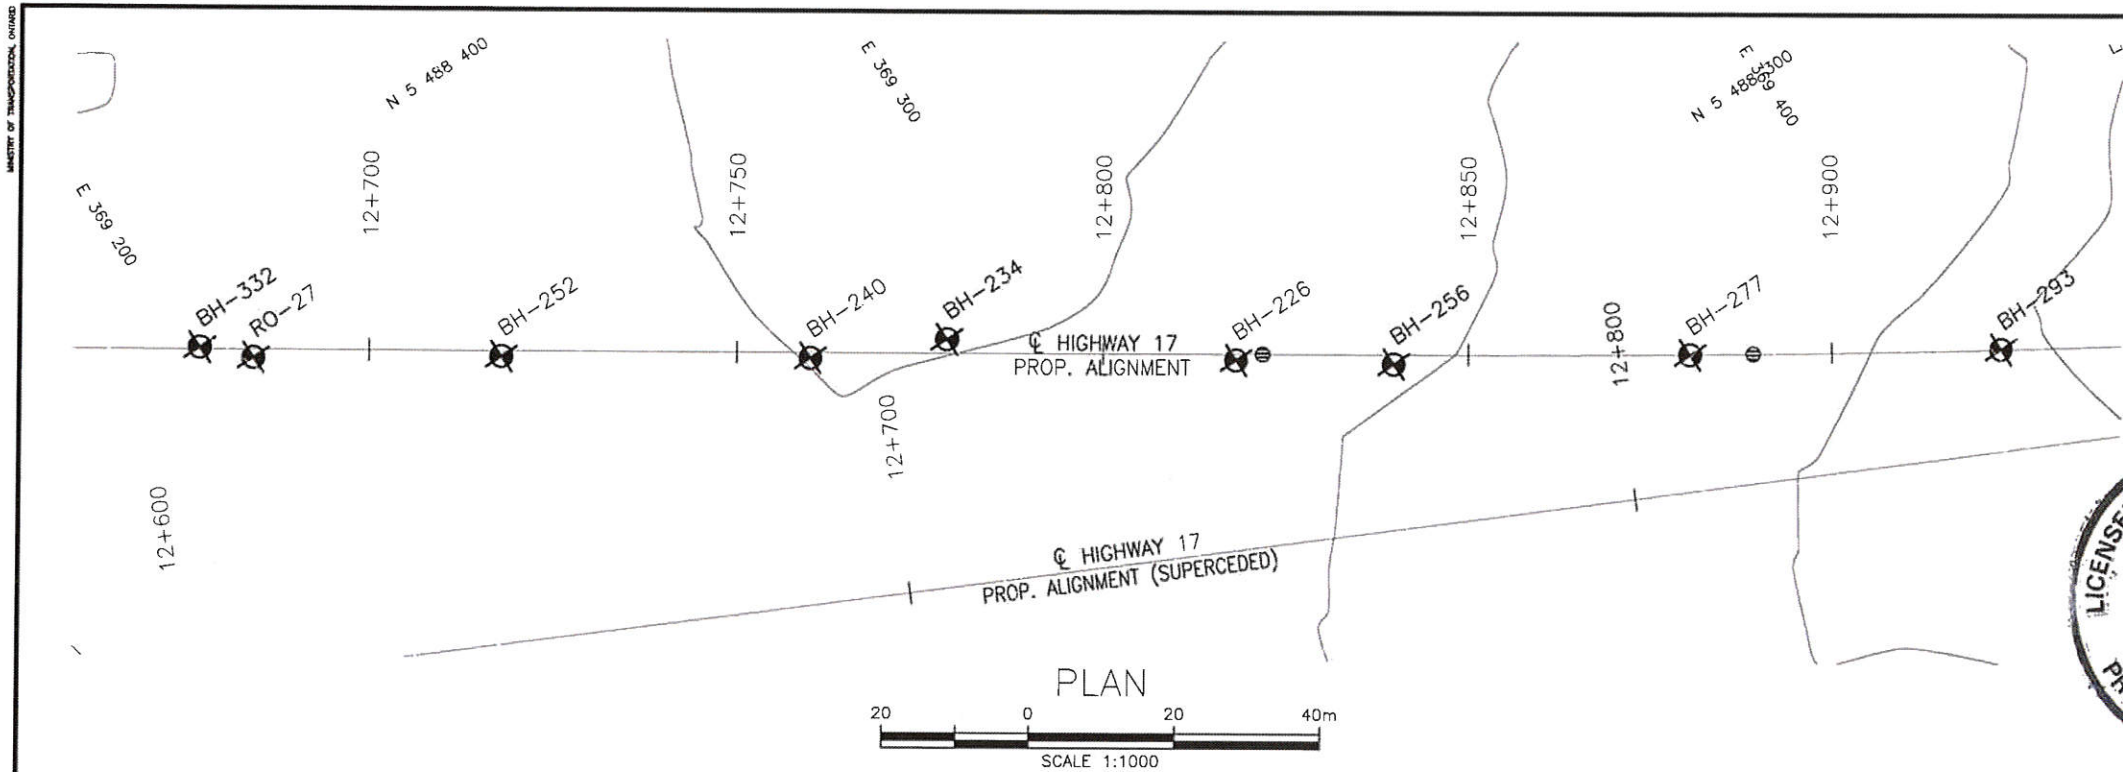 MINISTRY OF TRANSPORTATION, ONTARIO
N 5 488 400
E 369 300
N 5 488 300
E 369 400
E 369 200
12+700
12+750
12+800
12+850
12+900
BH-332
RO-27
BH-252
BH-240
BH-234
BH-226
BH-256
12+800
BH-277
BH-293
℄ HIGHWAY 17
PROP. ALIGNMENT
12+700
12+600
℄ HIGHWAY 17
PROP. ALIGNMENT (SUPERCEDED)
LICENSE
PR
PLAN
20 0 20 40m
SCALE 1:1000